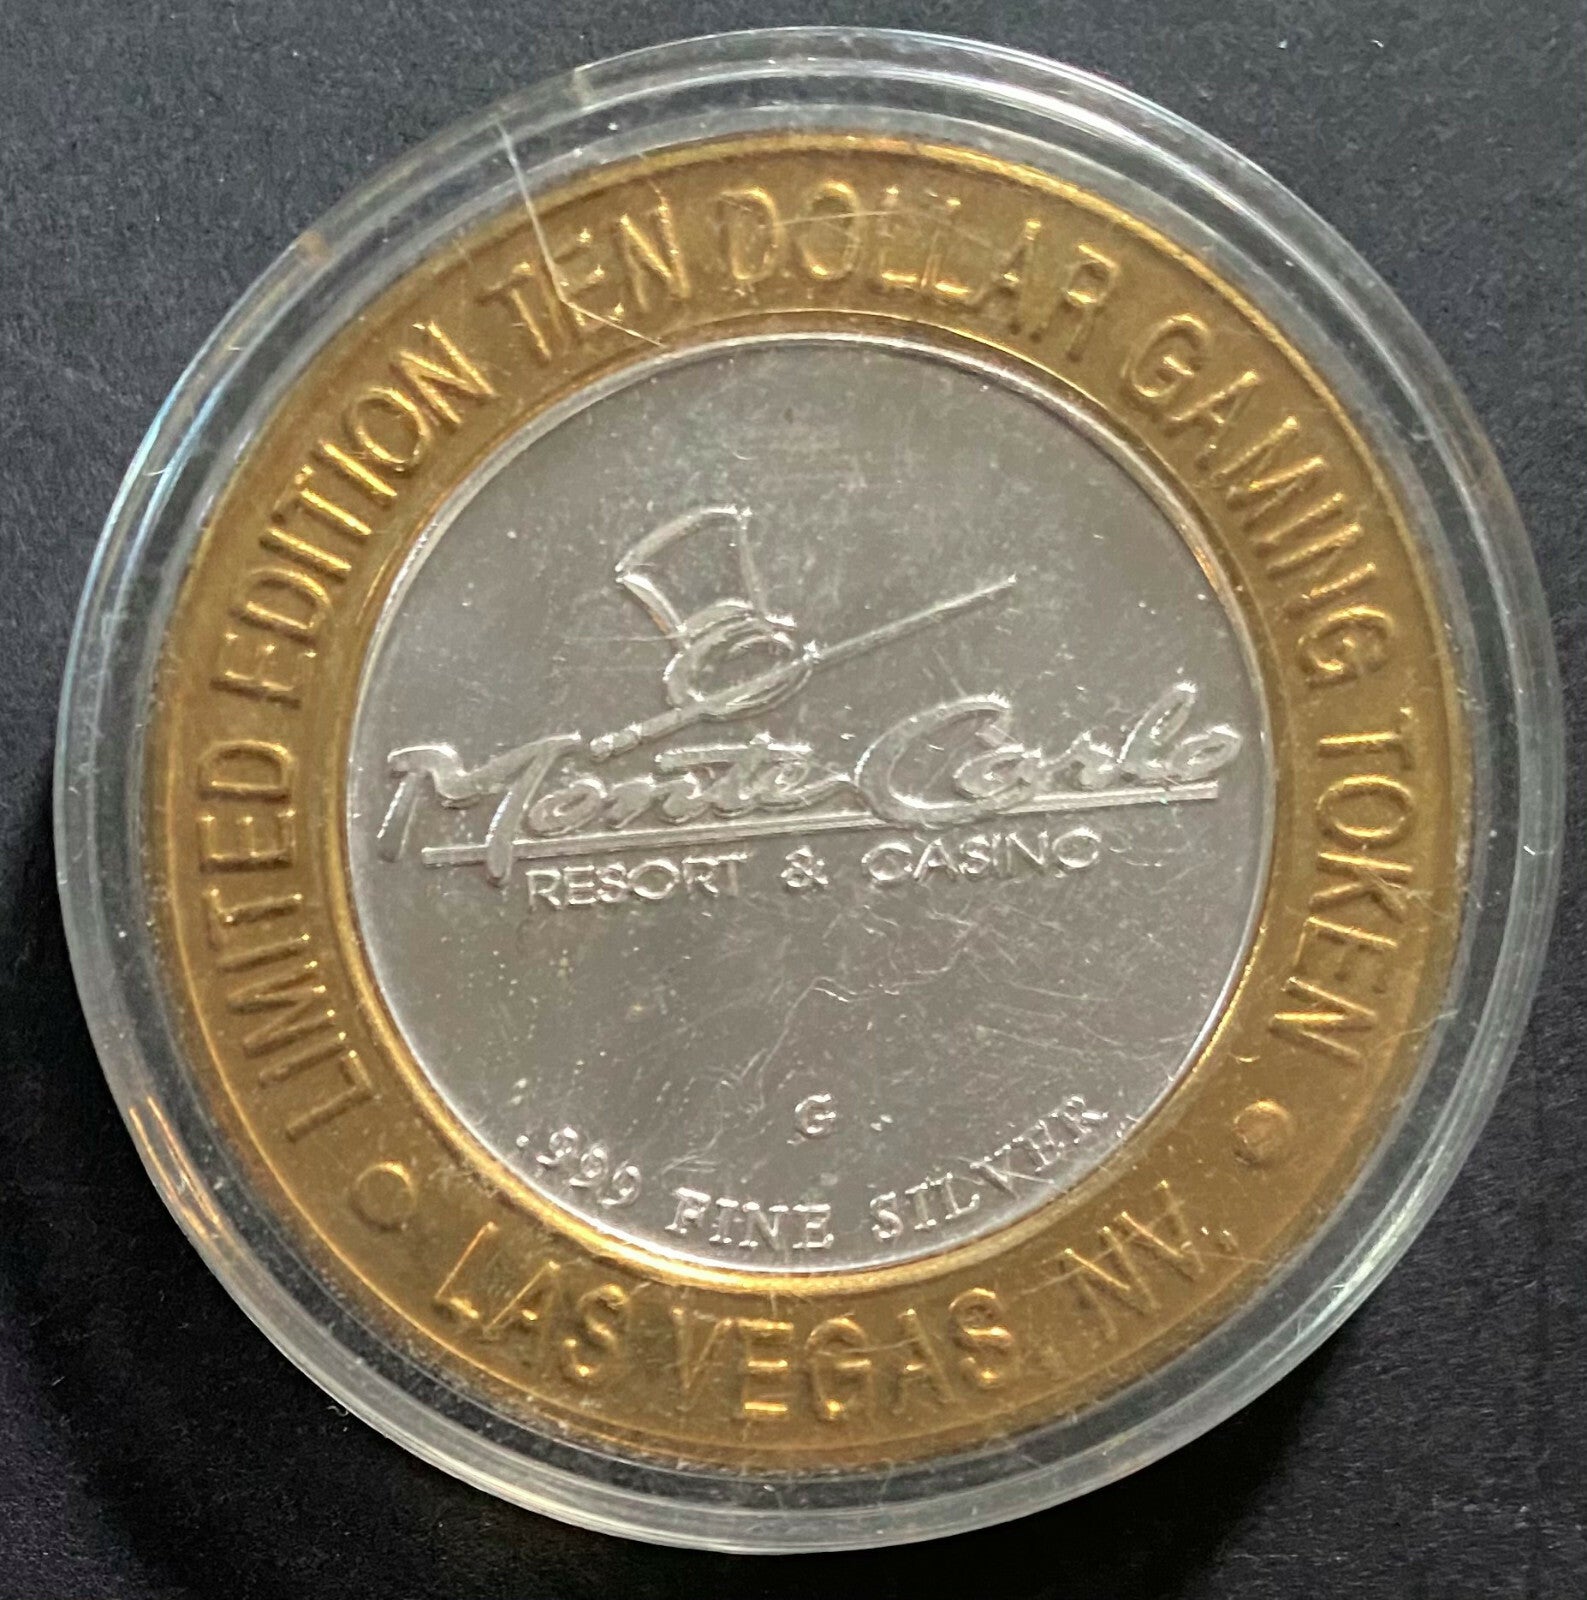 LIMITED EDITION TEN DOLLAR GAMING TOKEN
Monte Carlo
RESORT & CASINO
G
.999 FINE SILVER
LAS VEGAS, NV.